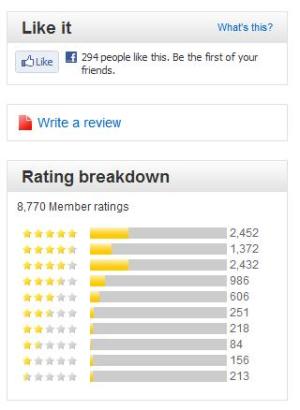 Like it
What's this?
Like
294 people like this. Be the first of your
friends.
Write a review
Rating breakdown
8,770 Member ratings
2,452
1,372
2,432
986
606
251
218
84
156
213